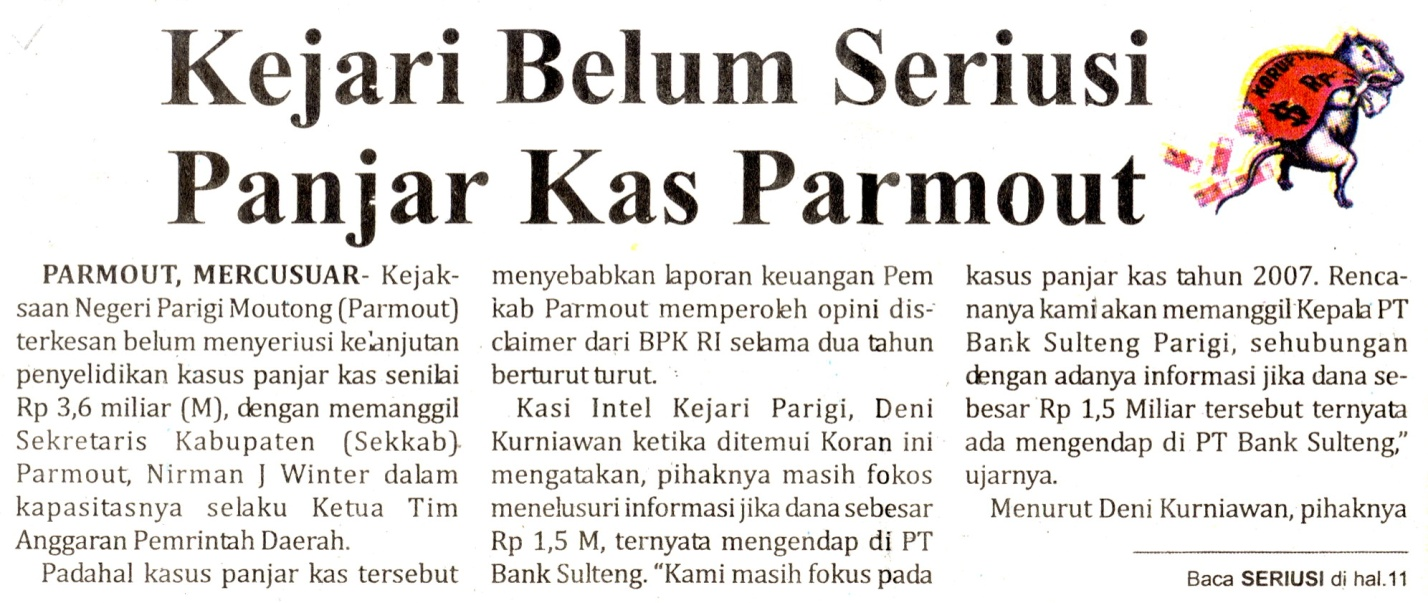 Kejari Belum Seriusi
Panjar Kas Parmout
KORUPT
Rp
$
PARMOUT, MERCUSUAR- Kejak-
saan Negeri Parigi Moutong (Parmout)
terkesan belum menyeriusi kelanjutan
penyelidikan kasus panjar kas senilai
Rp 3,6 miliar (M), dengan memanggil
Sekretaris Kabupaten (Sekkab)
Parmout, Nirman J Winter dalam
kapasitasnya selaku Ketua Tim
Anggaran Pemrintah Daerah.
Padahal kasus panjar kas tersebut
menyebabkan laporan keuangan Pem
kab Parmout memperoleh opini dis-
claimer dari BPK RI selama dua tahun
berturut turut.
Kasi Intel Kejari Parigi, Deni
Kurniawan ketika ditemui Koran ini
mengatakan, pihaknya masih fokos
menelusuri informasi jika dana sebesar
Rp 1,5 M, ternyata mengendap di PT
Bank Sulteng. “Kami masih fokus pada
kasus panjar kas tahun 2007. Renca-
nanya kami akan memanggil Kepala PT
Bank Sulteng Parigi, sehubungan
dengan adanya informasi jika dana se-
besar Rp 1,5 Miliar tersebut ternyata
ada mengendap di PT Bank Sulteng,”
ujarnya.
Menurut Deni Kurniawan, pihaknya
Baca SERIUSI di hal.11